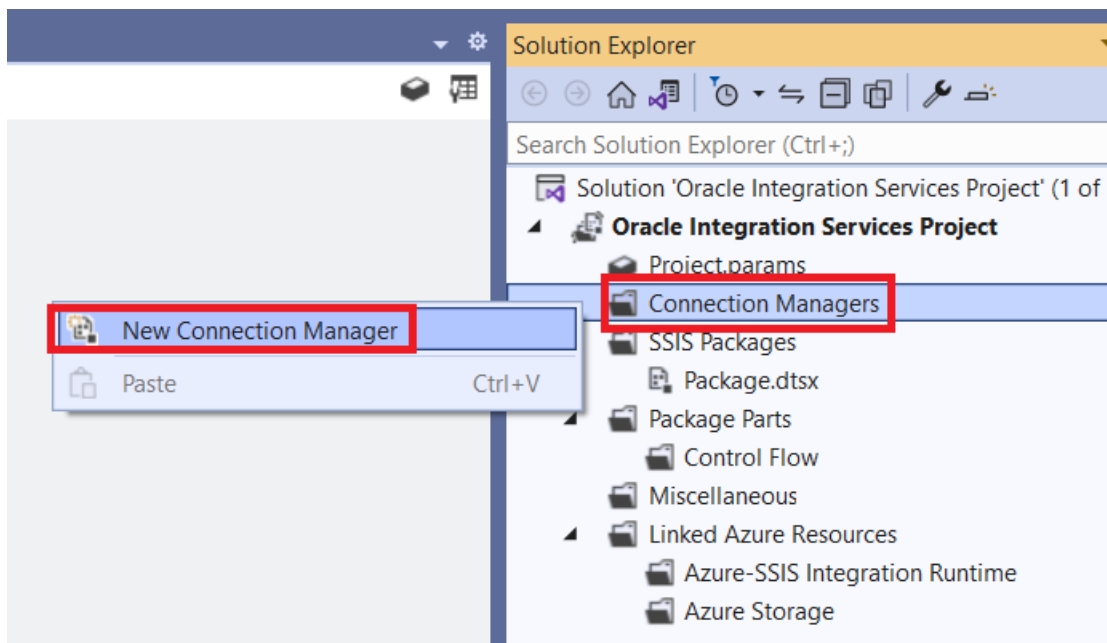 Solution Explorer
Search Solution Explorer (Ctrl+;)
Solution 'Oracle Integration Services Project' (1 of
Oracle Integration Services Project
Project.params
Connection Managers
SSIS Packages
Package.dtsx
Package Parts
Control Flow
Miscellaneous
Linked Azure Resources
Azure-SSIS Integration Runtime
Azure Storage
New Connection Manager
Paste Ctrl+V